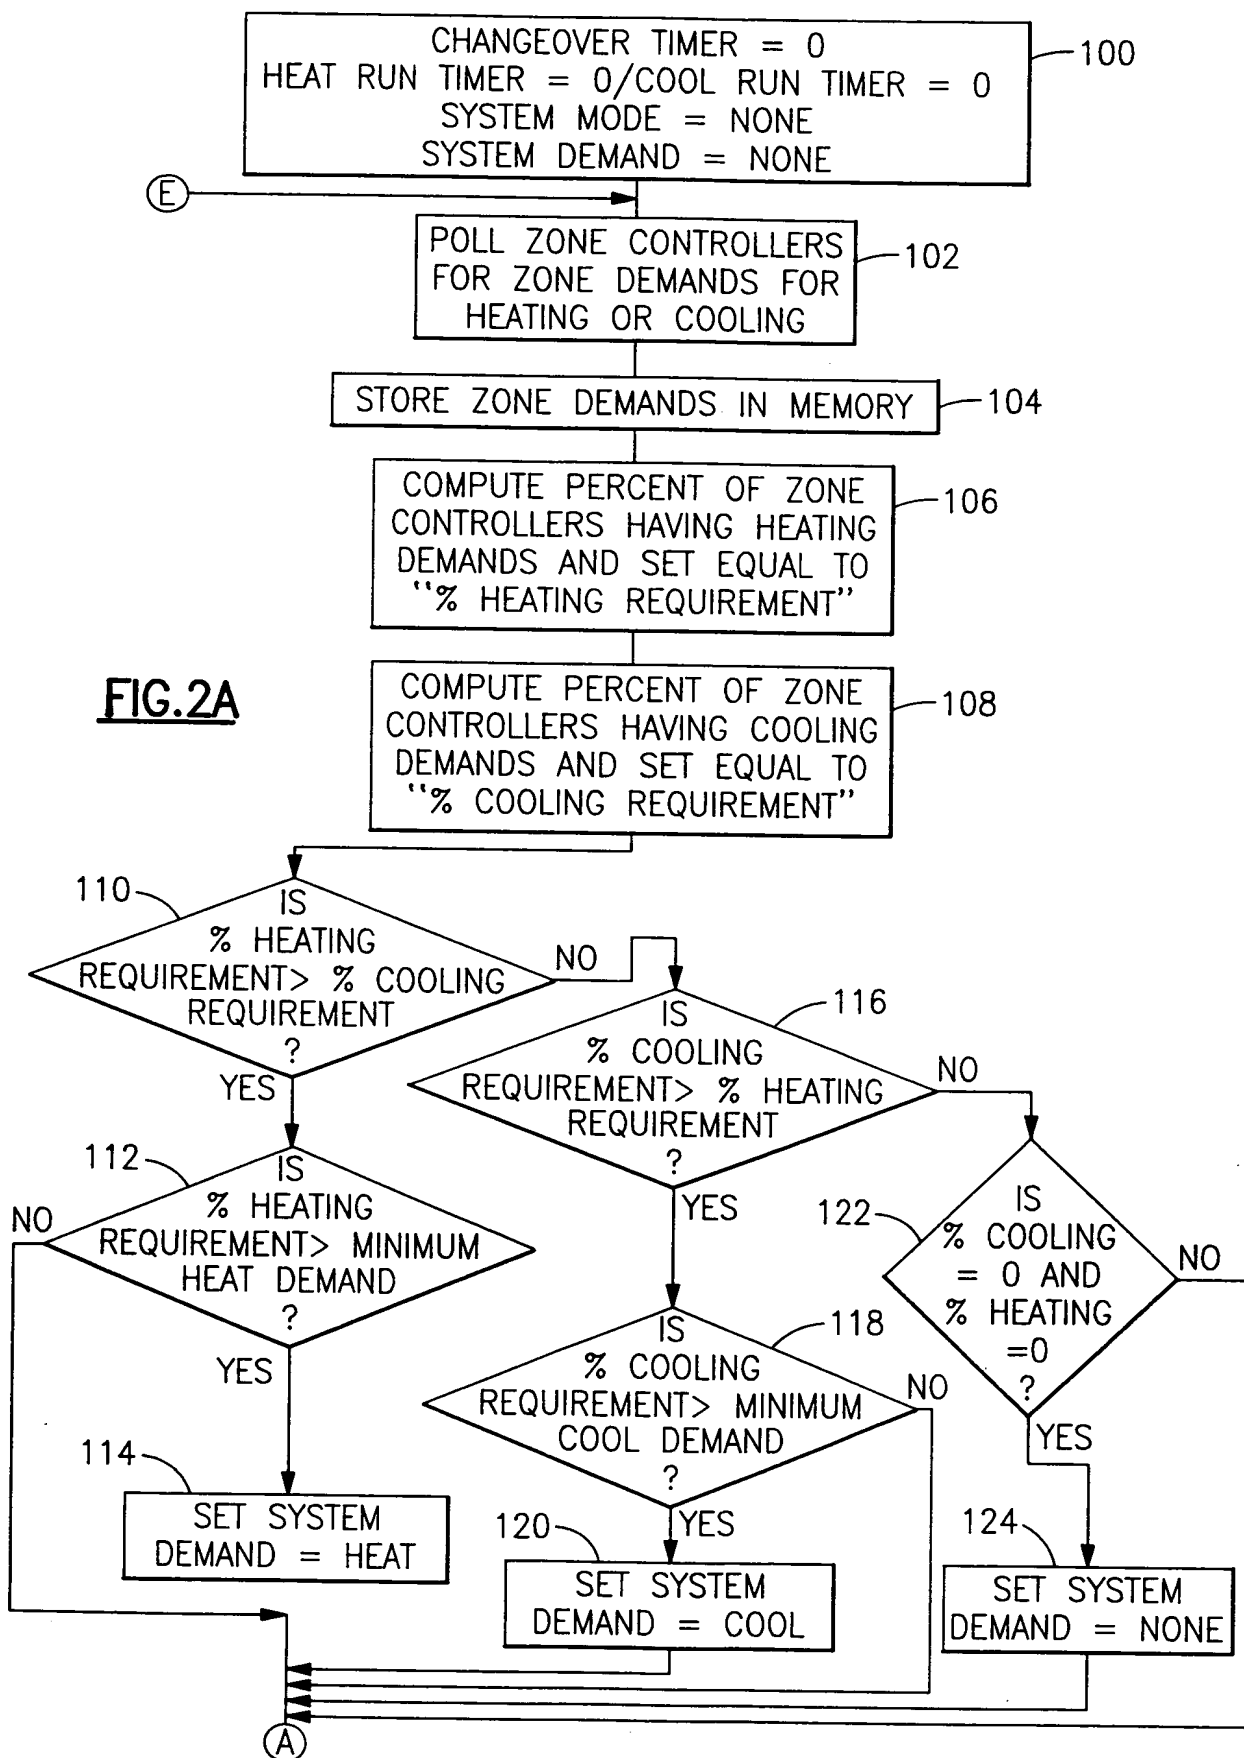 CHANGEOVER TIMER = 0
HEAT RUN TIMER = 0/COOL RUN TIMER = 0
SYSTEM MODE = NONE
SYSTEM DEMAND = NONE
100
E
POLL ZONE CONTROLLERS
FOR ZONE DEMANDS FOR
HEATING OR COOLING
102
STORE ZONE DEMANDS IN MEMORY
104
COMPUTE PERCENT OF ZONE
CONTROLLERS HAVING HEATING
DEMANDS AND SET EQUAL TO
"% HEATING REQUIREMENT"
106
FIG.2A
COMPUTE PERCENT OF ZONE
CONTROLLERS HAVING COOLING
DEMANDS AND SET EQUAL TO
"% COOLING REQUIREMENT"
108
110
IS
% HEATING
REQUIREMENT> % COOLING
REQUIREMENT
?
NO
YES
116
IS
% COOLING
REQUIREMENT> % HEATING
REQUIREMENT
?
NO
YES
112
IS
% HEATING
REQUIREMENT> MINIMUM
HEAT DEMAND
?
NO
YES
122
IS
% COOLING
= 0 AND
% HEATING
=0
?
NO
YES
118
IS
% COOLING
REQUIREMENT> MINIMUM
COOL DEMAND
?
NO
YES
114
SET SYSTEM
DEMAND = HEAT
120
SET SYSTEM
DEMAND = COOL
124
SET SYSTEM
DEMAND = NONE
A